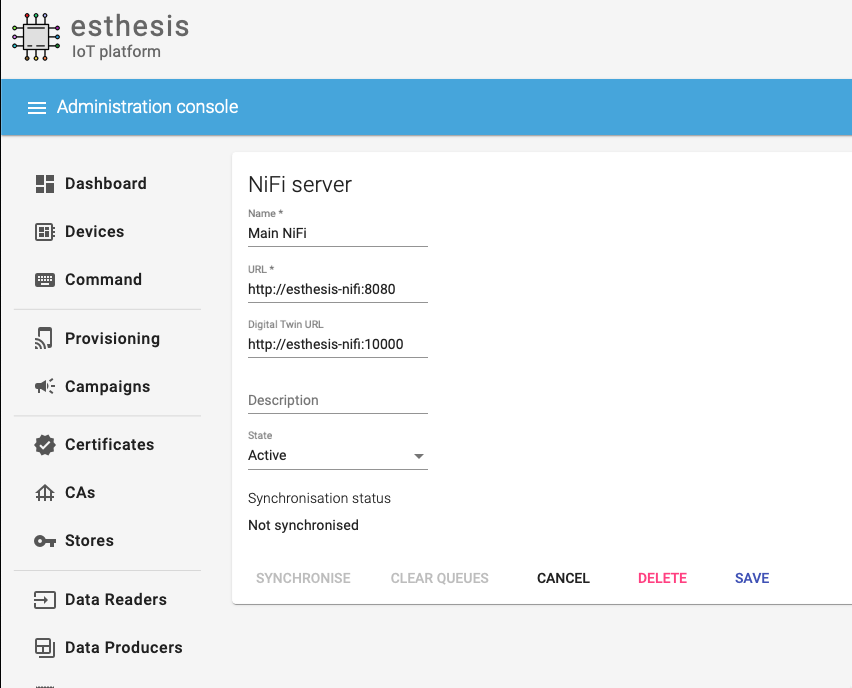 esthesis
IoT platform
Administration console
Dashboard
Devices
Command
Provisioning
Campaigns
Certificates
CAs
Stores
Data Readers
Data Producers
NiFi server
Name *
Main NiFi
URL *
http://esthesis-nifi:8080
Digital Twin URL
http://esthesis-nifi:10000
Description
State
Active
Synchronisation status
Not synchronised
SYNCHRONISE CLEAR QUEUES CANCEL DELETE SAVE